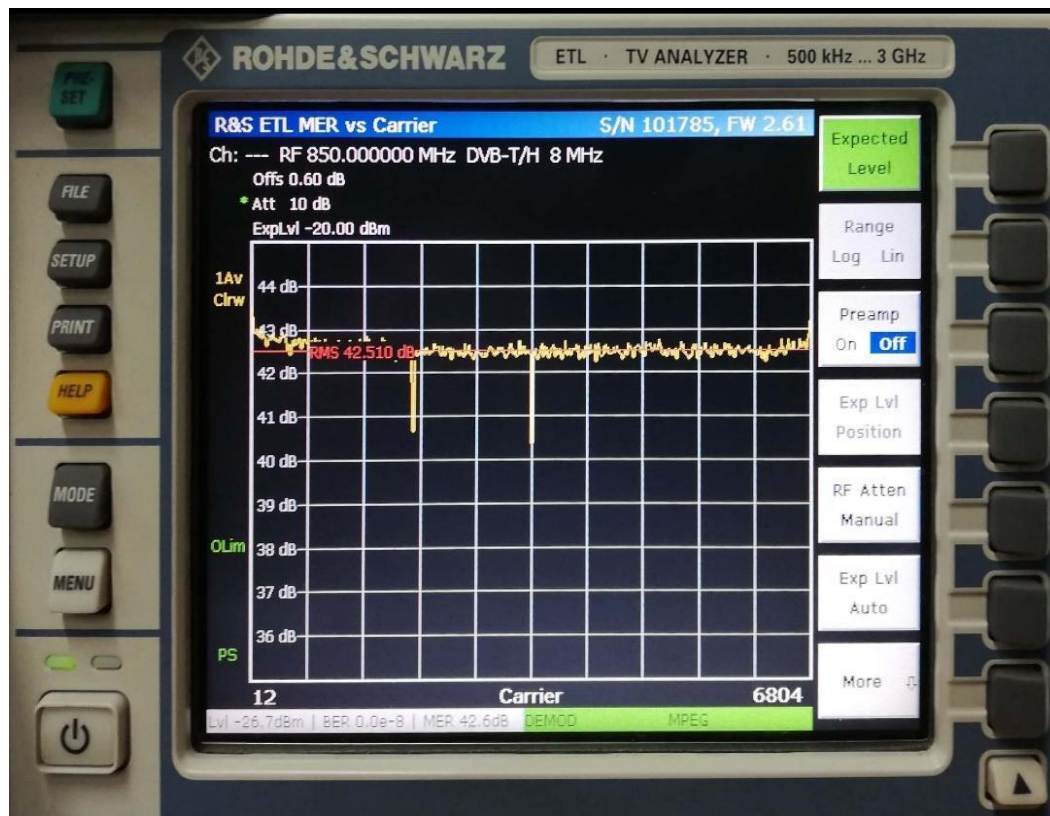 ROHDE&SCHWARZ
ETL · TV ANALYZER · 500 kHz ... 3 GHz
PRE-
SET
FILE
SETUP
PRINT
HELP
MODE
MENU
R&S ETL MER vs Carrier S/N 101785, FW 2.61
Ch: --- RF 850.000000 MHz DVB-T/H 8 MHz
Offs 0.60 dB
* Att 10 dB
ExpLvl -20.00 dBm
1Av
Clrw
44 dB
43 dB
RMS 42.510 dB
42 dB
41 dB
40 dB
39 dB
OLim
38 dB
37 dB
36 dB
PS
12 Carrier 6804
Lvl -26.7dBm | BER 0.0e-8 | MER 42.6dB DEMOD MPEG
Expected
Level
Range
Log Lin
Preamp
On Off
Exp Lvl
Position
RF Atten
Manual
Exp Lvl
Auto
More